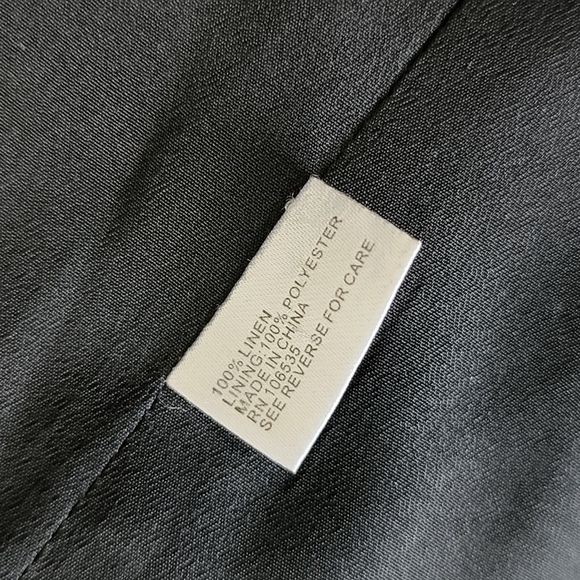 100% LINEN
LINING:100% POLYESTER
MADE IN CHINA
RN 106535
SEE REVERSE FOR CARE